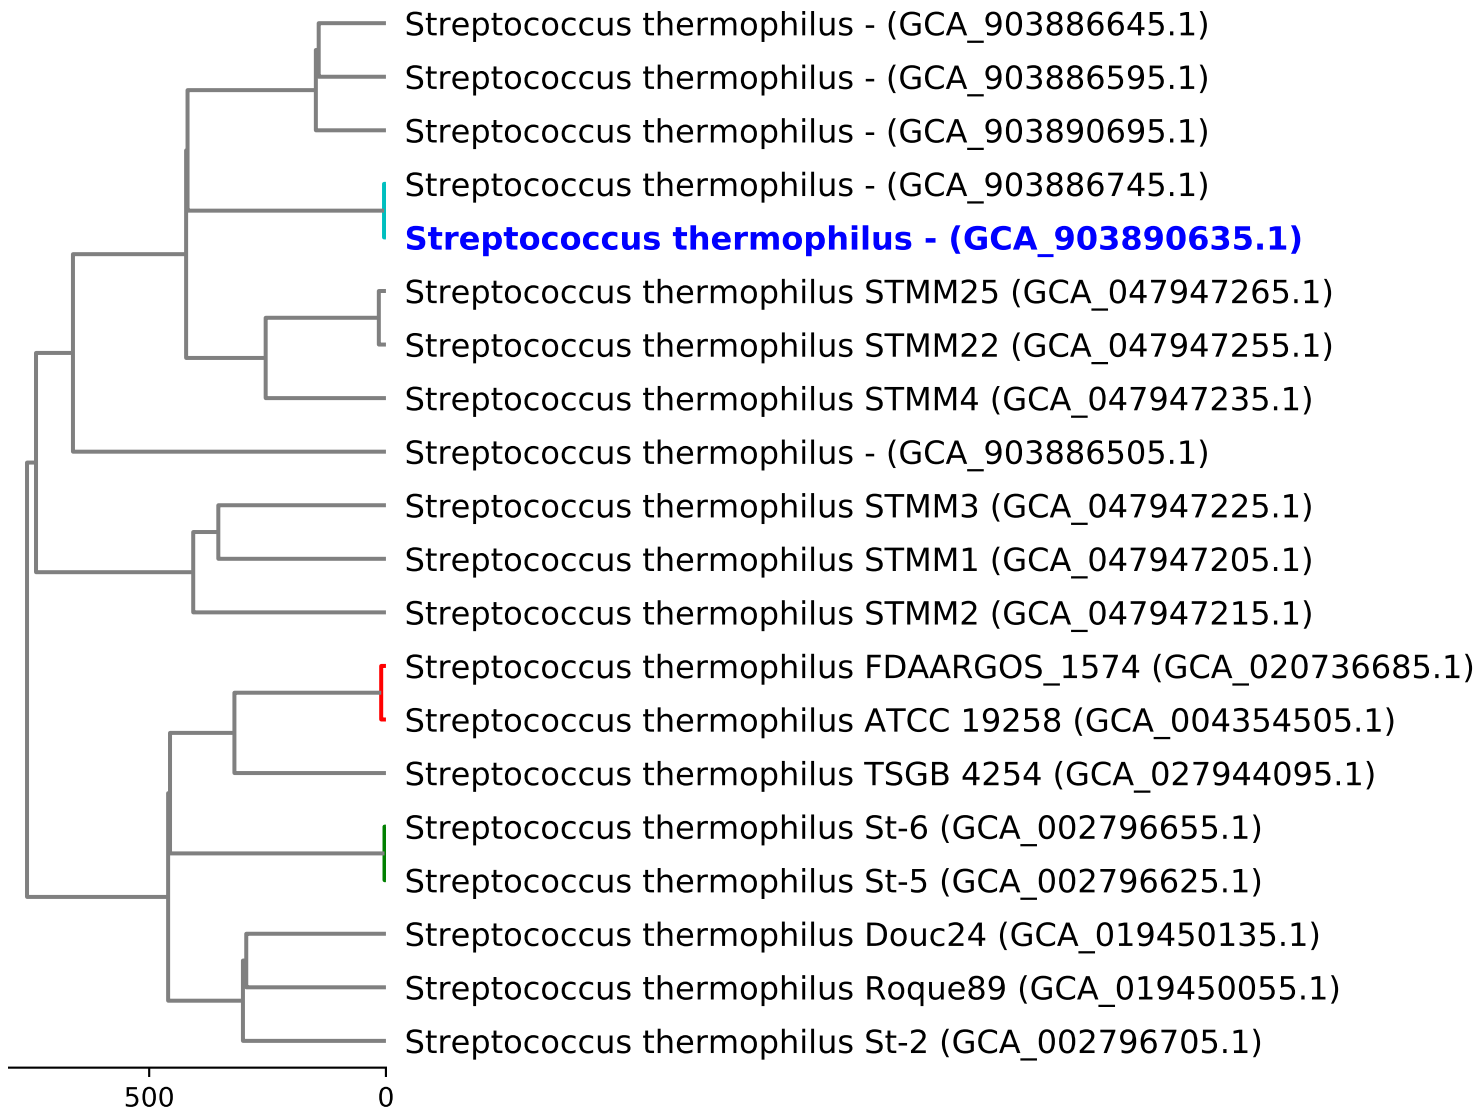 Streptococcus thermophilus - (GCA_903886645.1)
Streptococcus thermophilus - (GCA_903886595.1)
Streptococcus thermophilus - (GCA_903890695.1)
Streptococcus thermophilus - (GCA_903886745.1)
Streptococcus thermophilus - (GCA_903890635.1)
Streptococcus thermophilus STMM25 (GCA_047947265.1)
Streptococcus thermophilus STMM22 (GCA_047947255.1)
Streptococcus thermophilus STMM4 (GCA_047947235.1)
Streptococcus thermophilus - (GCA_903886505.1)
Streptococcus thermophilus STMM3 (GCA_047947225.1)
Streptococcus thermophilus STMM1 (GCA_047947205.1)
Streptococcus thermophilus STMM2 (GCA_047947215.1)
Streptococcus thermophilus FDAARGOS_1574 (GCA_020736685.1)
Streptococcus thermophilus ATCC 19258 (GCA_004354505.1)
Streptococcus thermophilus TSGB 4254 (GCA_027944095.1)
Streptococcus thermophilus St-6 (GCA_002796655.1)
Streptococcus thermophilus St-5 (GCA_002796625.1)
Streptococcus thermophilus Douc24 (GCA_019450135.1)
Streptococcus thermophilus Roque89 (GCA_019450055.1)
Streptococcus thermophilus St-2 (GCA_002796705.1)
500 0